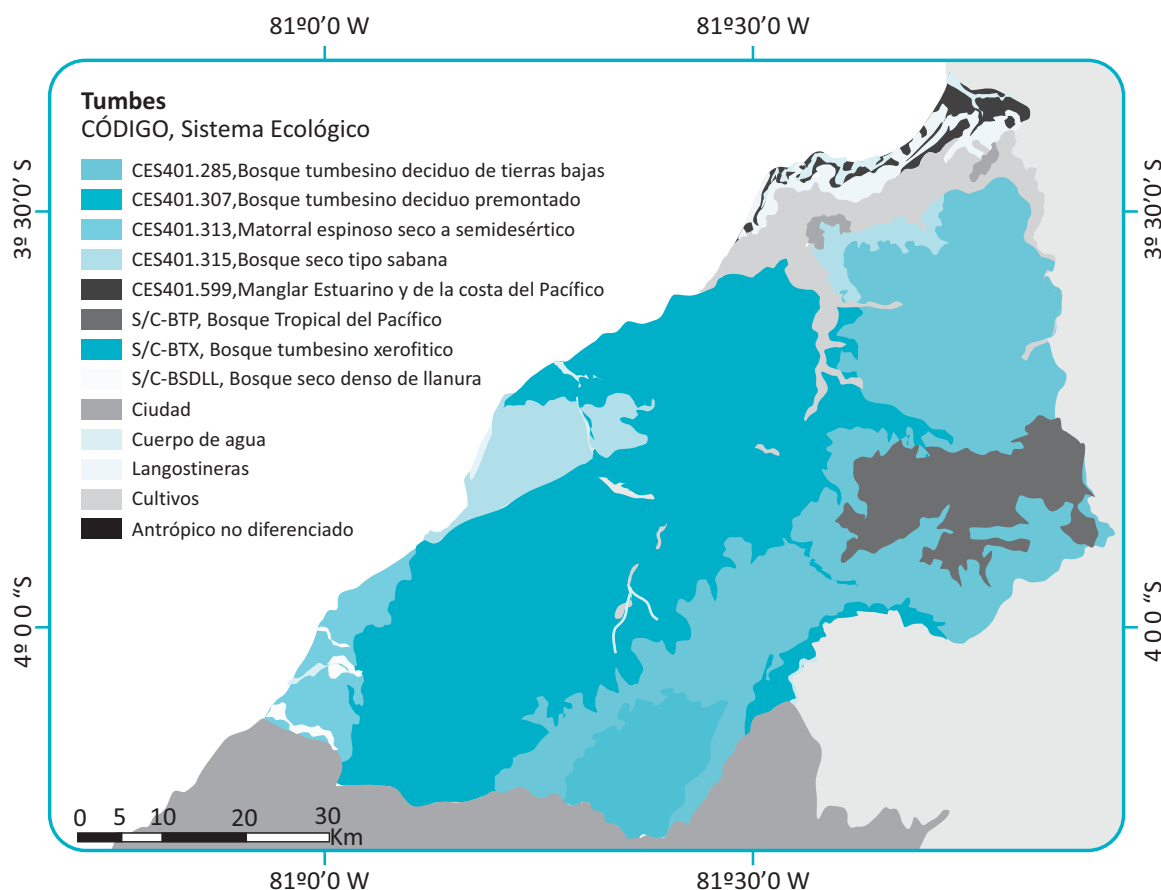 81º0’0 W
81º30’0 W
Tumbes
CÓDIGO, Sistema Ecológico
CES401.285,Bosque tumbesino deciduo de tierras bajas
CES401.307,Bosque tumbesino deciduo premontado
CES401.313,Matorral espinoso seco a semidesértico
CES401.315,Bosque seco tipo sabana
CES401.599,Manglar Estuarino y de la costa del Pacífico
S/C-BTP, Bosque Tropical del Pacífico
S/C-BTX, Bosque tumbesino xerofitico
S/C-BSDLL, Bosque seco denso de llanura
Ciudad
Cuerpo de agua
Langostineras
Cultivos
Antrópico no diferenciado
3º 30’0’ S
3º 30’0’ S
4º 0 0 “S
4 0 0 “S
0 5 10 20 30
Km
81º0’0 W
81º30’0 W